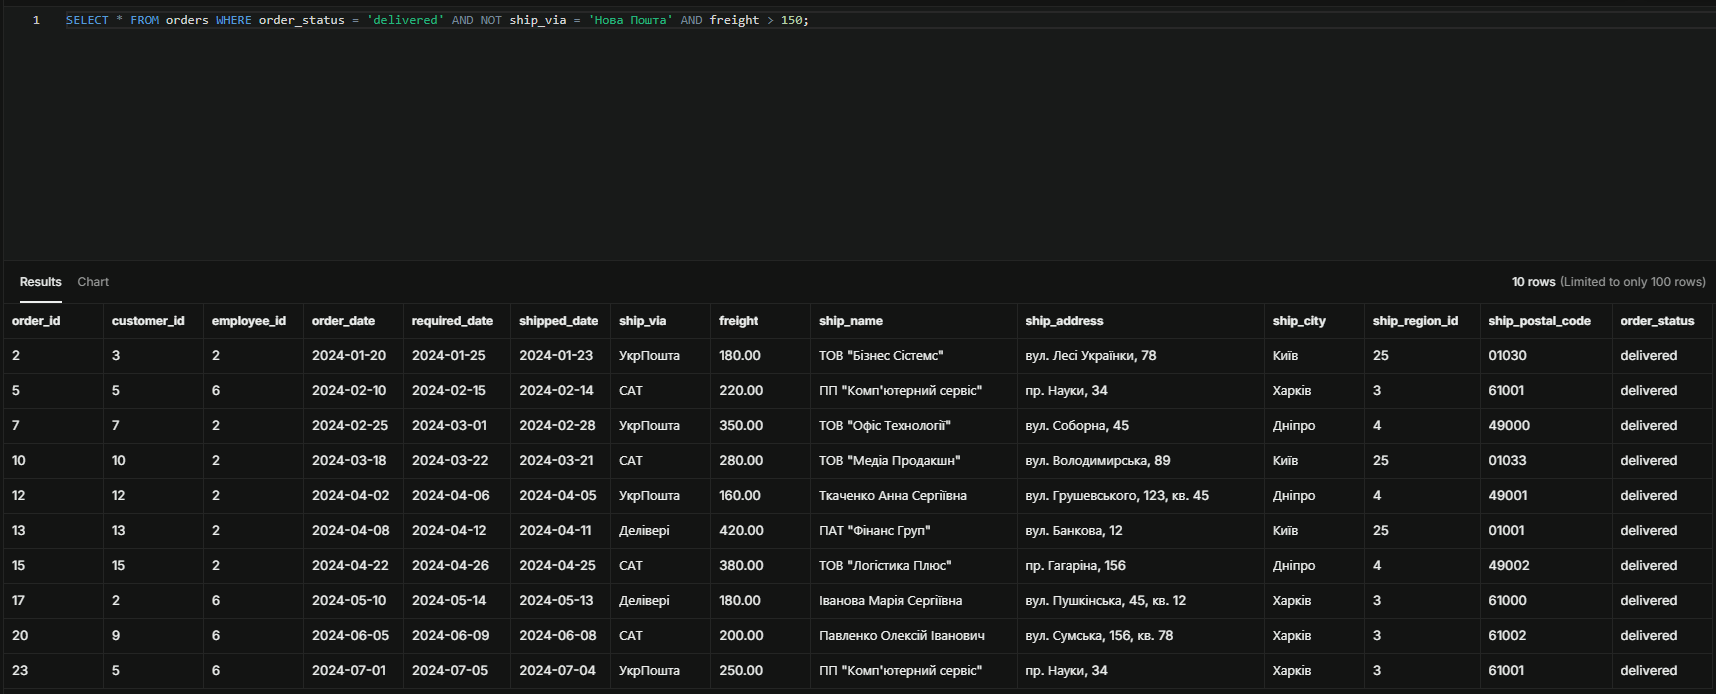 1 SELECT * FROM orders WHERE order_status = 'delivered' AND NOT ship_via = 'Нова Пошта' AND freight > 150;
Results Chart 10 rows (Limited to only 100 rows)
order_id customer_id employee_id order_date required_date shipped_date ship_via freight ship_name ship_address ship_city ship_region_id ship_postal_code order_status
2 3 2 2024-01-20 2024-01-25 2024-01-23 УкрПошта 180.00 ТОВ "Бізнес Сістемс" вул. Лесі Українки, 78 Київ 25 01030 delivered
5 5 6 2024-02-10 2024-02-15 2024-02-14 САТ 220.00 ПП "Комп'ютерний сервіс" пр. Науки, 34 Харків 3 61001 delivered
7 7 2 2024-02-25 2024-03-01 2024-02-28 УкрПошта 350.00 ТОВ "Офіс Технології" вул. Соборна, 45 Дніпро 4 49000 delivered
10 10 2 2024-03-18 2024-03-22 2024-03-21 САТ 280.00 ТОВ "Медіа Продакшн" вул. Володимирська, 89 Київ 25 01033 delivered
12 12 2 2024-04-02 2024-04-06 2024-04-05 УкрПошта 160.00 Ткаченко Анна Сергіївна вул. Грушевського, 123, кв. 45 Дніпро 4 49001 delivered
13 13 2 2024-04-08 2024-04-12 2024-04-11 Делівері 420.00 ПАТ "Фінанс Груп" вул. Банкова, 12 Київ 25 01001 delivered
15 15 2 2024-04-22 2024-04-26 2024-04-25 САТ 380.00 ТОВ "Логістика Плюс" пр. Гагаріна, 156 Дніпро 4 49002 delivered
17 2 6 2024-05-10 2024-05-14 2024-05-13 Делівері 180.00 Іванова Марія Сергіївна вул. Пушкінська, 45, кв. 12 Харків 3 61000 delivered
20 9 6 2024-06-05 2024-06-09 2024-06-08 САТ 200.00 Павленко Олексій Іванович вул. Сумська, 156, кв. 78 Харків 3 61002 delivered
23 5 6 2024-07-01 2024-07-05 2024-07-04 УкрПошта 250.00 ПП "Комп'ютерний сервіс" пр. Науки, 34 Харків 3 61001 delivered